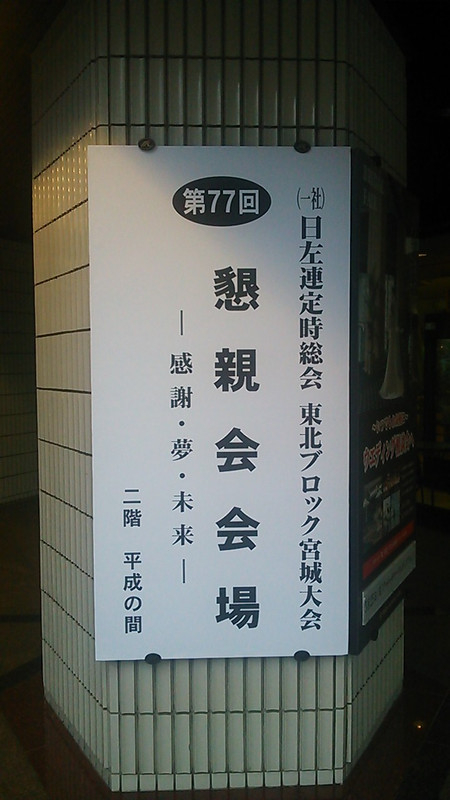 (一社)日左連定時総会 東北ブロック宮城大会
第77回
懇親会会場
―感謝・夢・未来―
二階 平成の間